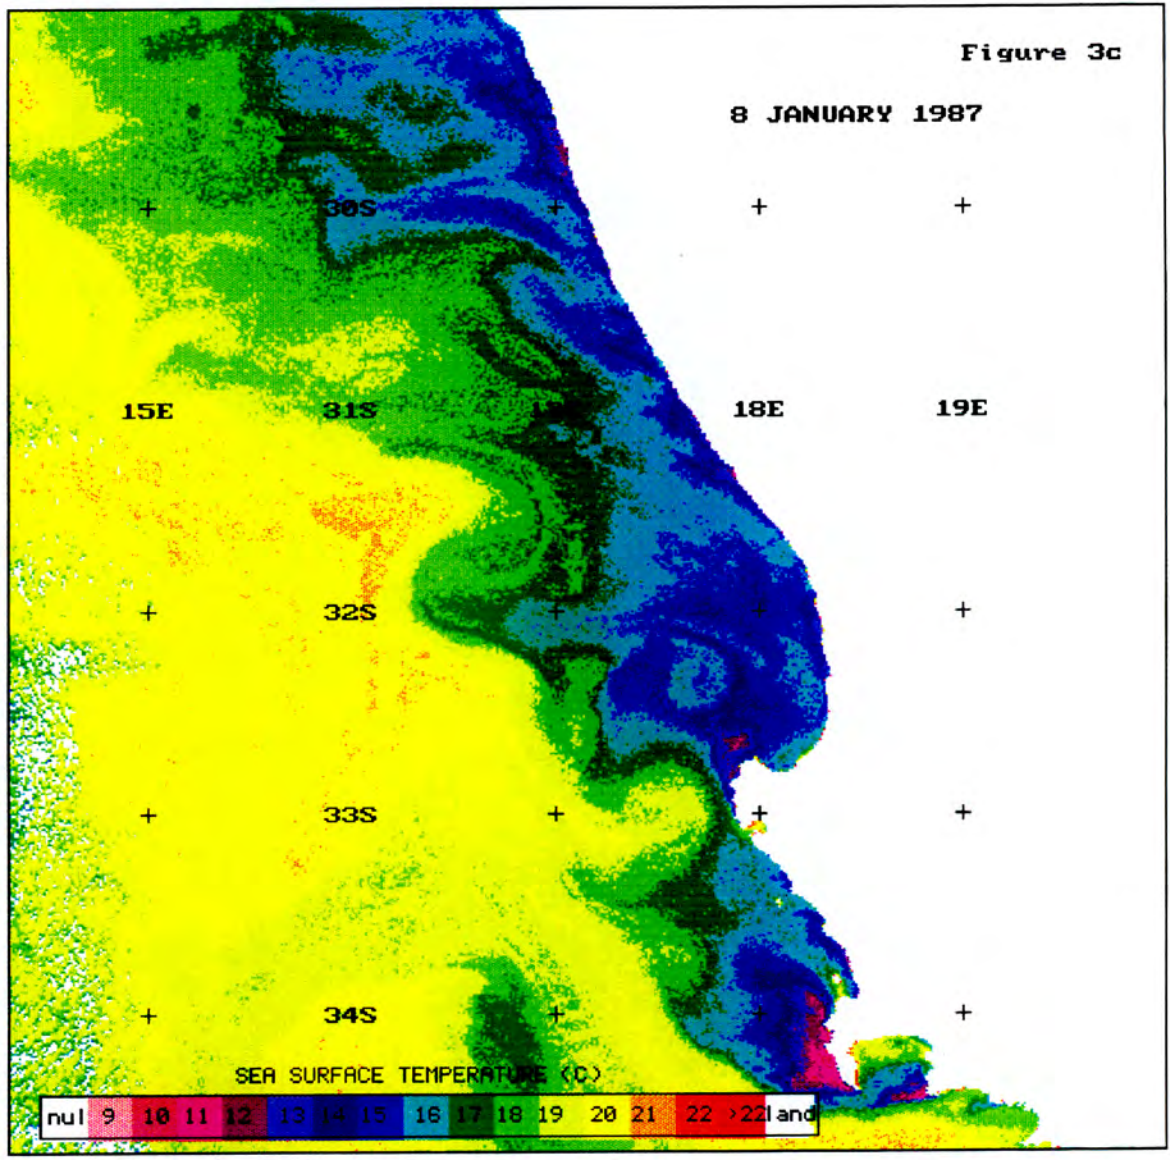 Figure 3c
8 JANUARY 1987
30S
15E 31S 18E 19E
32S
33S
34S
SEA SURFACE TEMPERATURE (C)
nul 9 10 11 12 13 14 15 16 17 18 19 20 21 22 >22 land